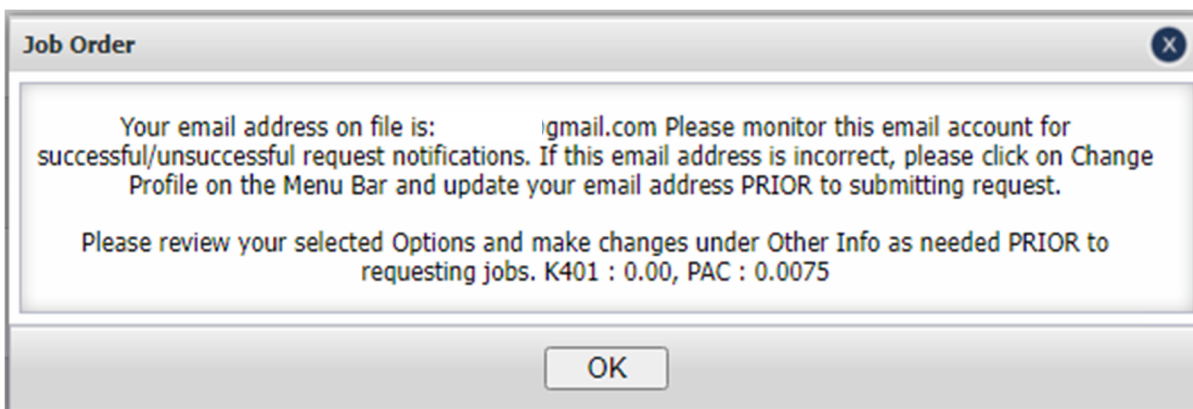 Job Order
X
Your email address on file is: gmail.com Please monitor this email account for
successful/unsuccessful request notifications. If this email address is incorrect, please click on Change
Profile on the Menu Bar and update your email address PRIOR to submitting request.
Please review your selected Options and make changes under Other Info as needed PRIOR to
requesting jobs. K401 : 0.00, PAC : 0.0075
OK